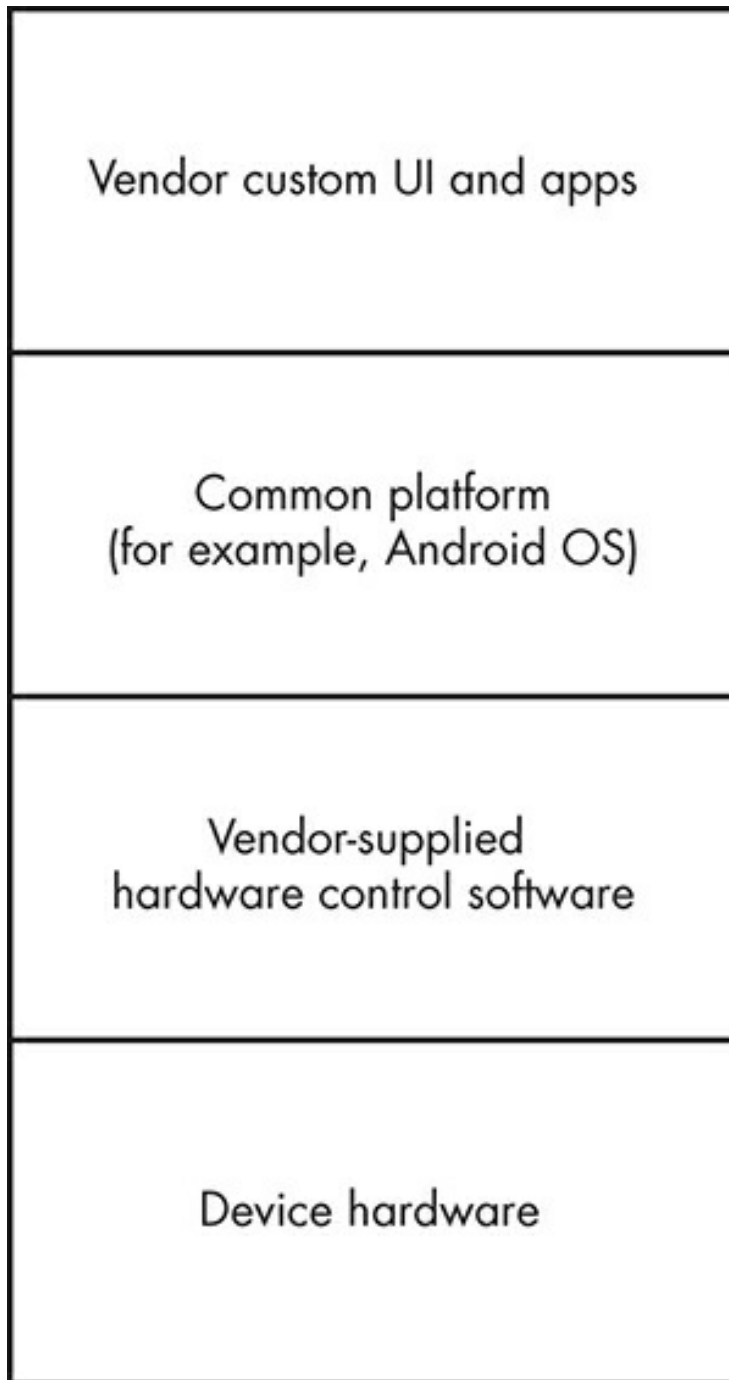 Vendor custom UI and apps
Common platform
(for example, Android OS)
Vendor-supplied
hardware control software
Device hardware